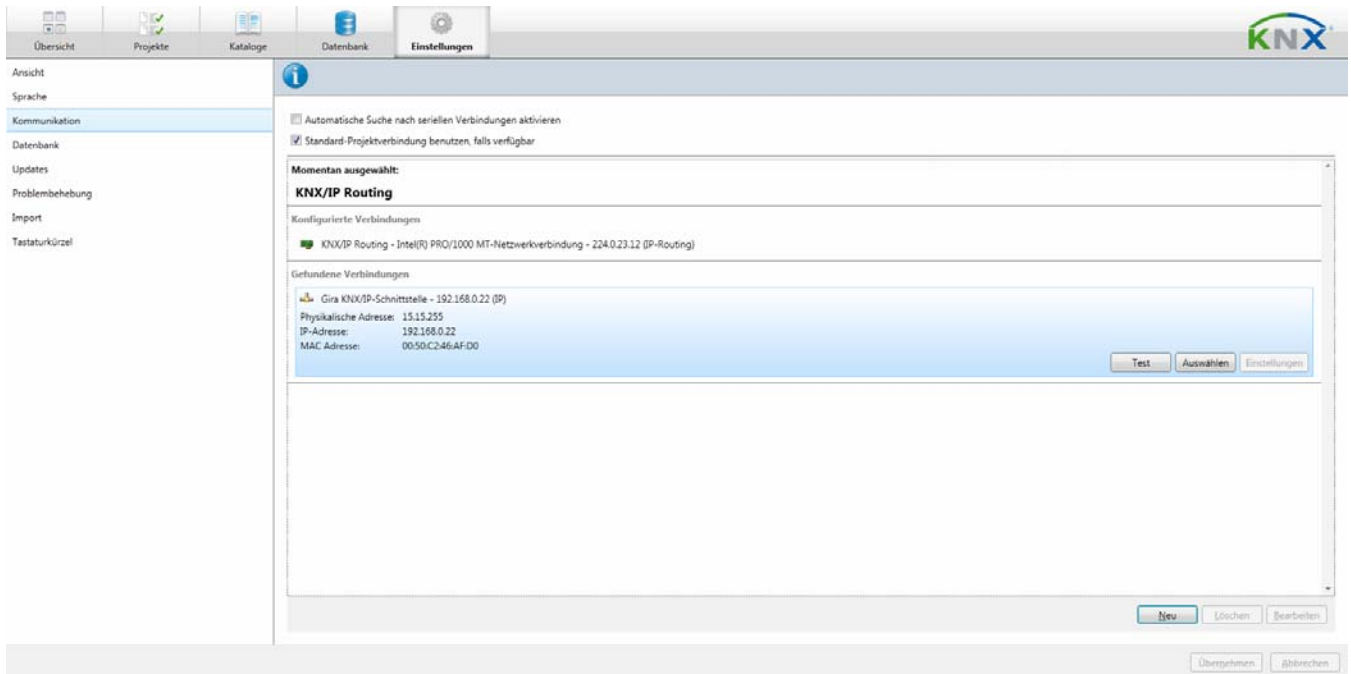 Übersicht Projekte Kataloge Datenbank Einstellungen
KNX
Ansicht
Sprache
Kommunikation
Datenbank
Updates
Problembehebung
Import
Tastaturkürzel
Automatische Suche nach seriellen Verbindungen aktivieren
Standard-Projektverbindung benutzen, falls verfügbar
Momentan ausgewählt:
KNX/IP Routing
Konfigurierte Verbindungen
KNX/IP Routing - Intel(R) PRO/1000 MT-Netzwerkverbindung - 224.0.23.12 (IP-Routing)
Gefundene Verbindungen
Gira KNX/IP-Schnittstelle - 192.168.0.22 (IP)
Physikalische Adresse: 15.15.255
IP-Adresse: 192.168.0.22
MAC Adresse: 00:50:C2:46:AF:D0
Test Auswählen Einstellungen
Neu Löschen Bearbeiten
Übernehmen Abbrechen